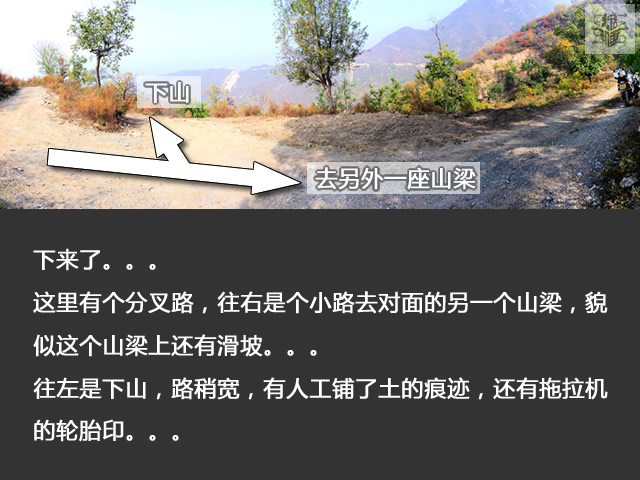 下山
去另外一座山梁
下来了。。。
这里有个分叉路，往右是个小路去对面的另一个山梁，貌
似这个山梁上还有滑坡。。。
往左是下山，路稍宽，有人工铺了土的痕迹，还有拖拉机
的轮胎印。。。